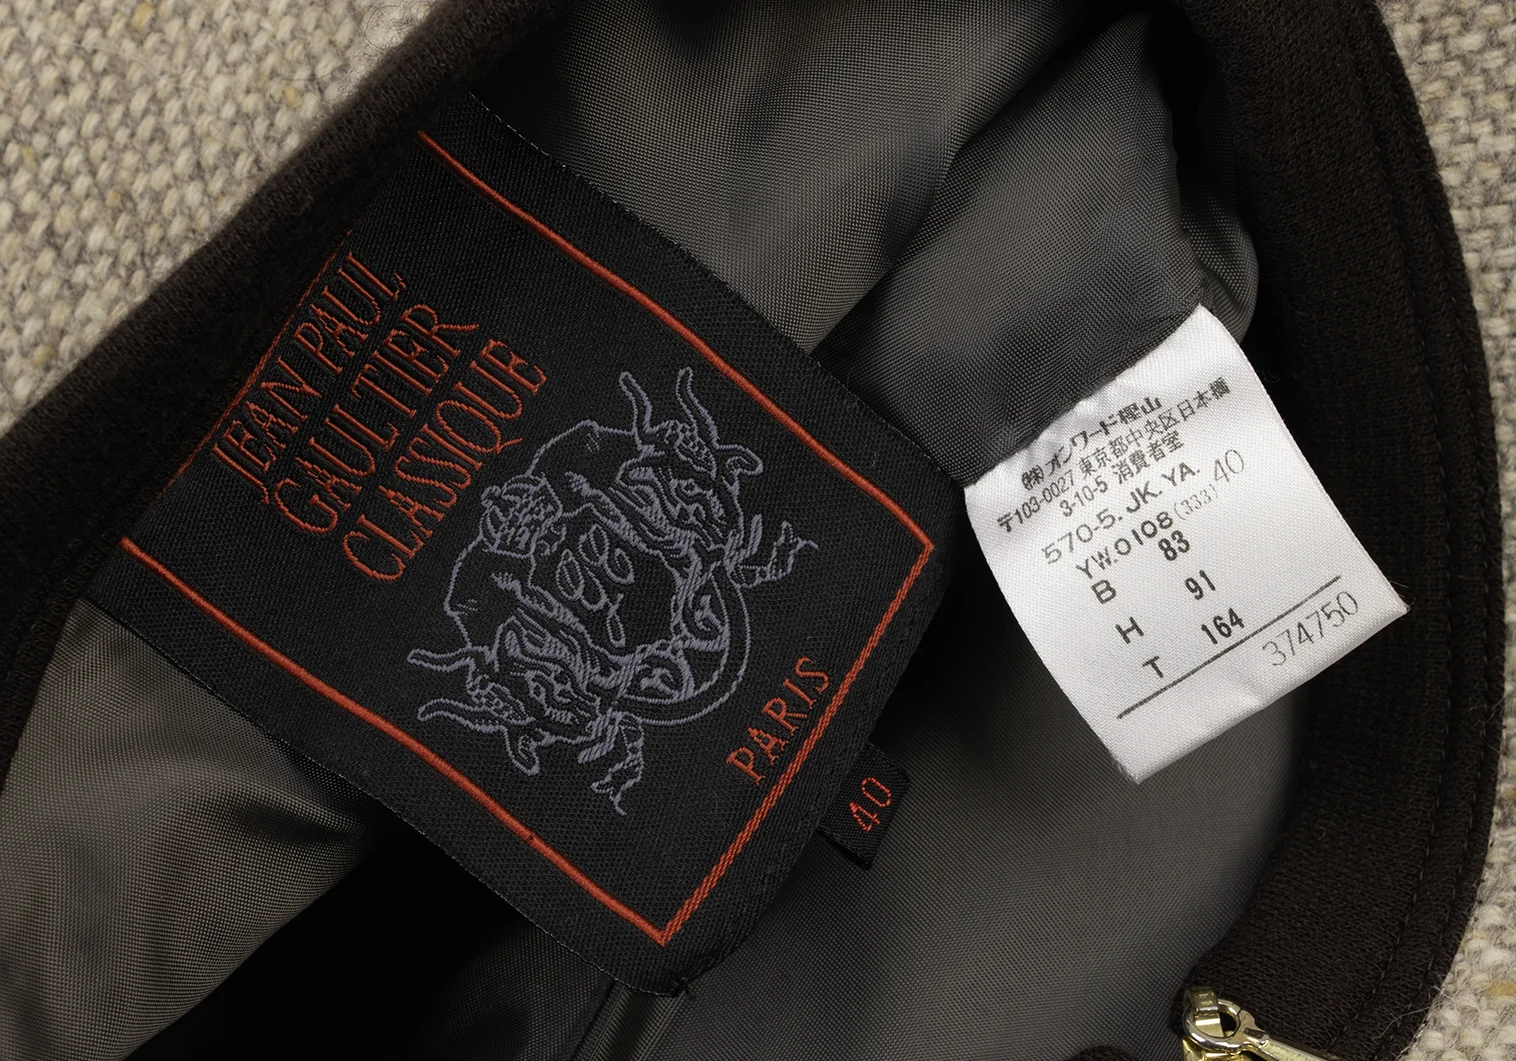 JEAN PAUL
GAULTIER
CLASSIQUE
PARIS
40
㈱オンワード樫山
〒103-0027 東京都中央区日本橋
3-10-5 消費者室
570-5. JK. YA.
YW.0108(333)40
B 83
H 91
T 164
374750